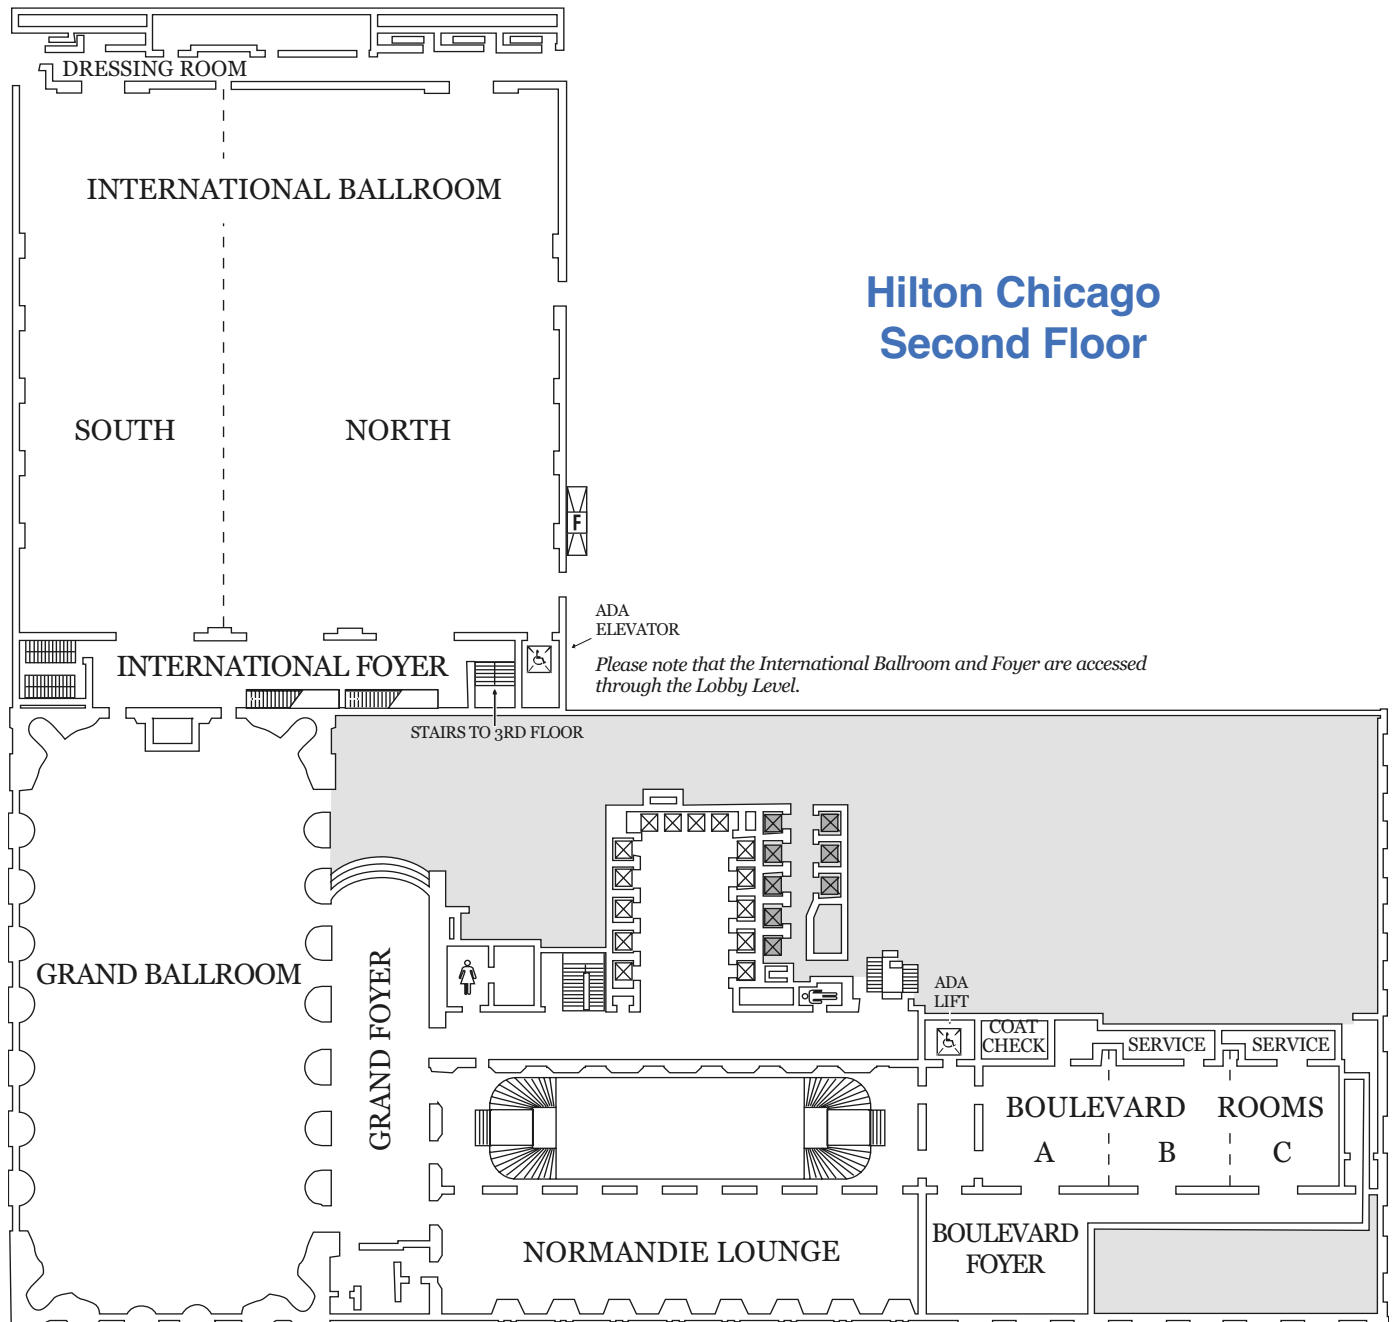 DRESSING ROOM
INTERNATIONAL BALLROOM
Hilton Chicago
Second Floor
SOUTH
NORTH
F
ADA
ELEVATOR
INTERNATIONAL FOYER
Please note that the International Ballroom and Foyer are accessed
through the Lobby Level.
STAIRS TO 3RD FLOOR
GRAND BALLROOM
GRAND FOYER
ADA
LIFT
COAT
CHECK
SERVICE
SERVICE
BOULEVARD ROOMS
A
B
C
NORMANDIE LOUNGE
BOULEVARD
FOYER